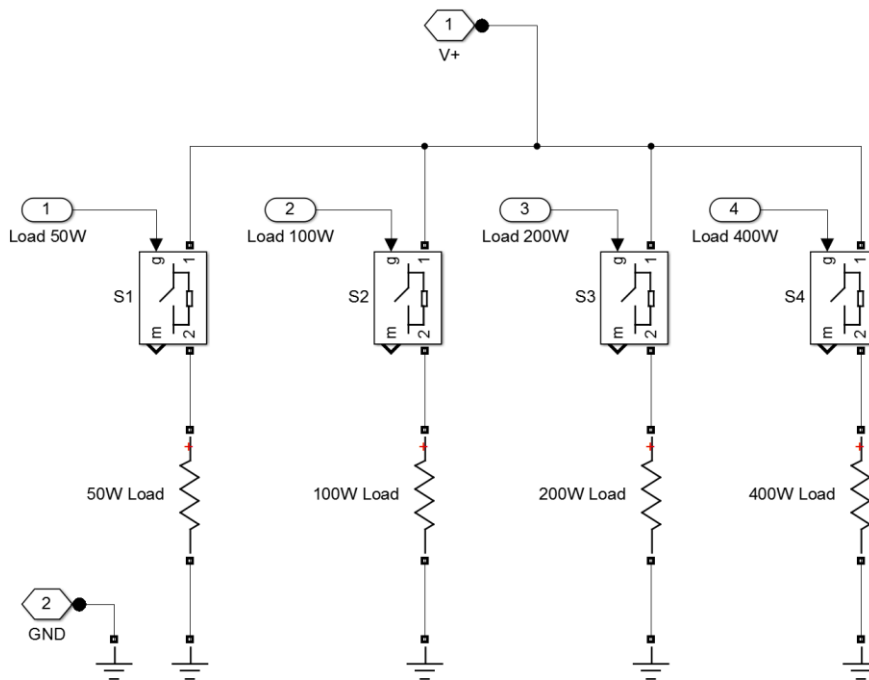 1
V+
1
Load 50W
2
Load 100W
3
Load 200W
4
Load 400W
g 1
S1
m 2
g 1
S2
m 2
g 1
S3
m 2
g 1
S4
m 2
+
+
+
+
50W Load
100W Load
200W Load
400W Load
2
GND